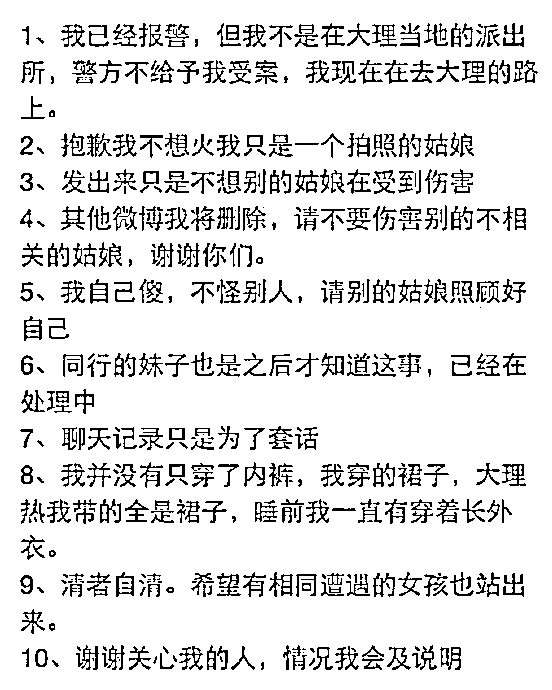 1、我已经报警，但我不是在大理当地的派出
所，警方不给予我受案，我现在在去大理的路
上。
2、抱歉我不想火我只是一个拍照的姑娘
3、发出来只是不想别的姑娘在受到伤害
4、其他微博我将删除，请不要伤害别的不相
关的姑娘，谢谢你们。
5、我自己傻，不怪别人，请别的姑娘照顾好
自己
6、同行的妹子也是之后才知道这事，已经在
处理中
7、聊天记录只是为了套话
8、我并没有只穿了内裤，我穿的裙子，大理
热我带的全是裙子，睡前我一直有穿着长外
衣。
9、清者自清。希望有相同遭遇的女孩也站出
来。
10、谢谢关心我的人，情况我会及说明